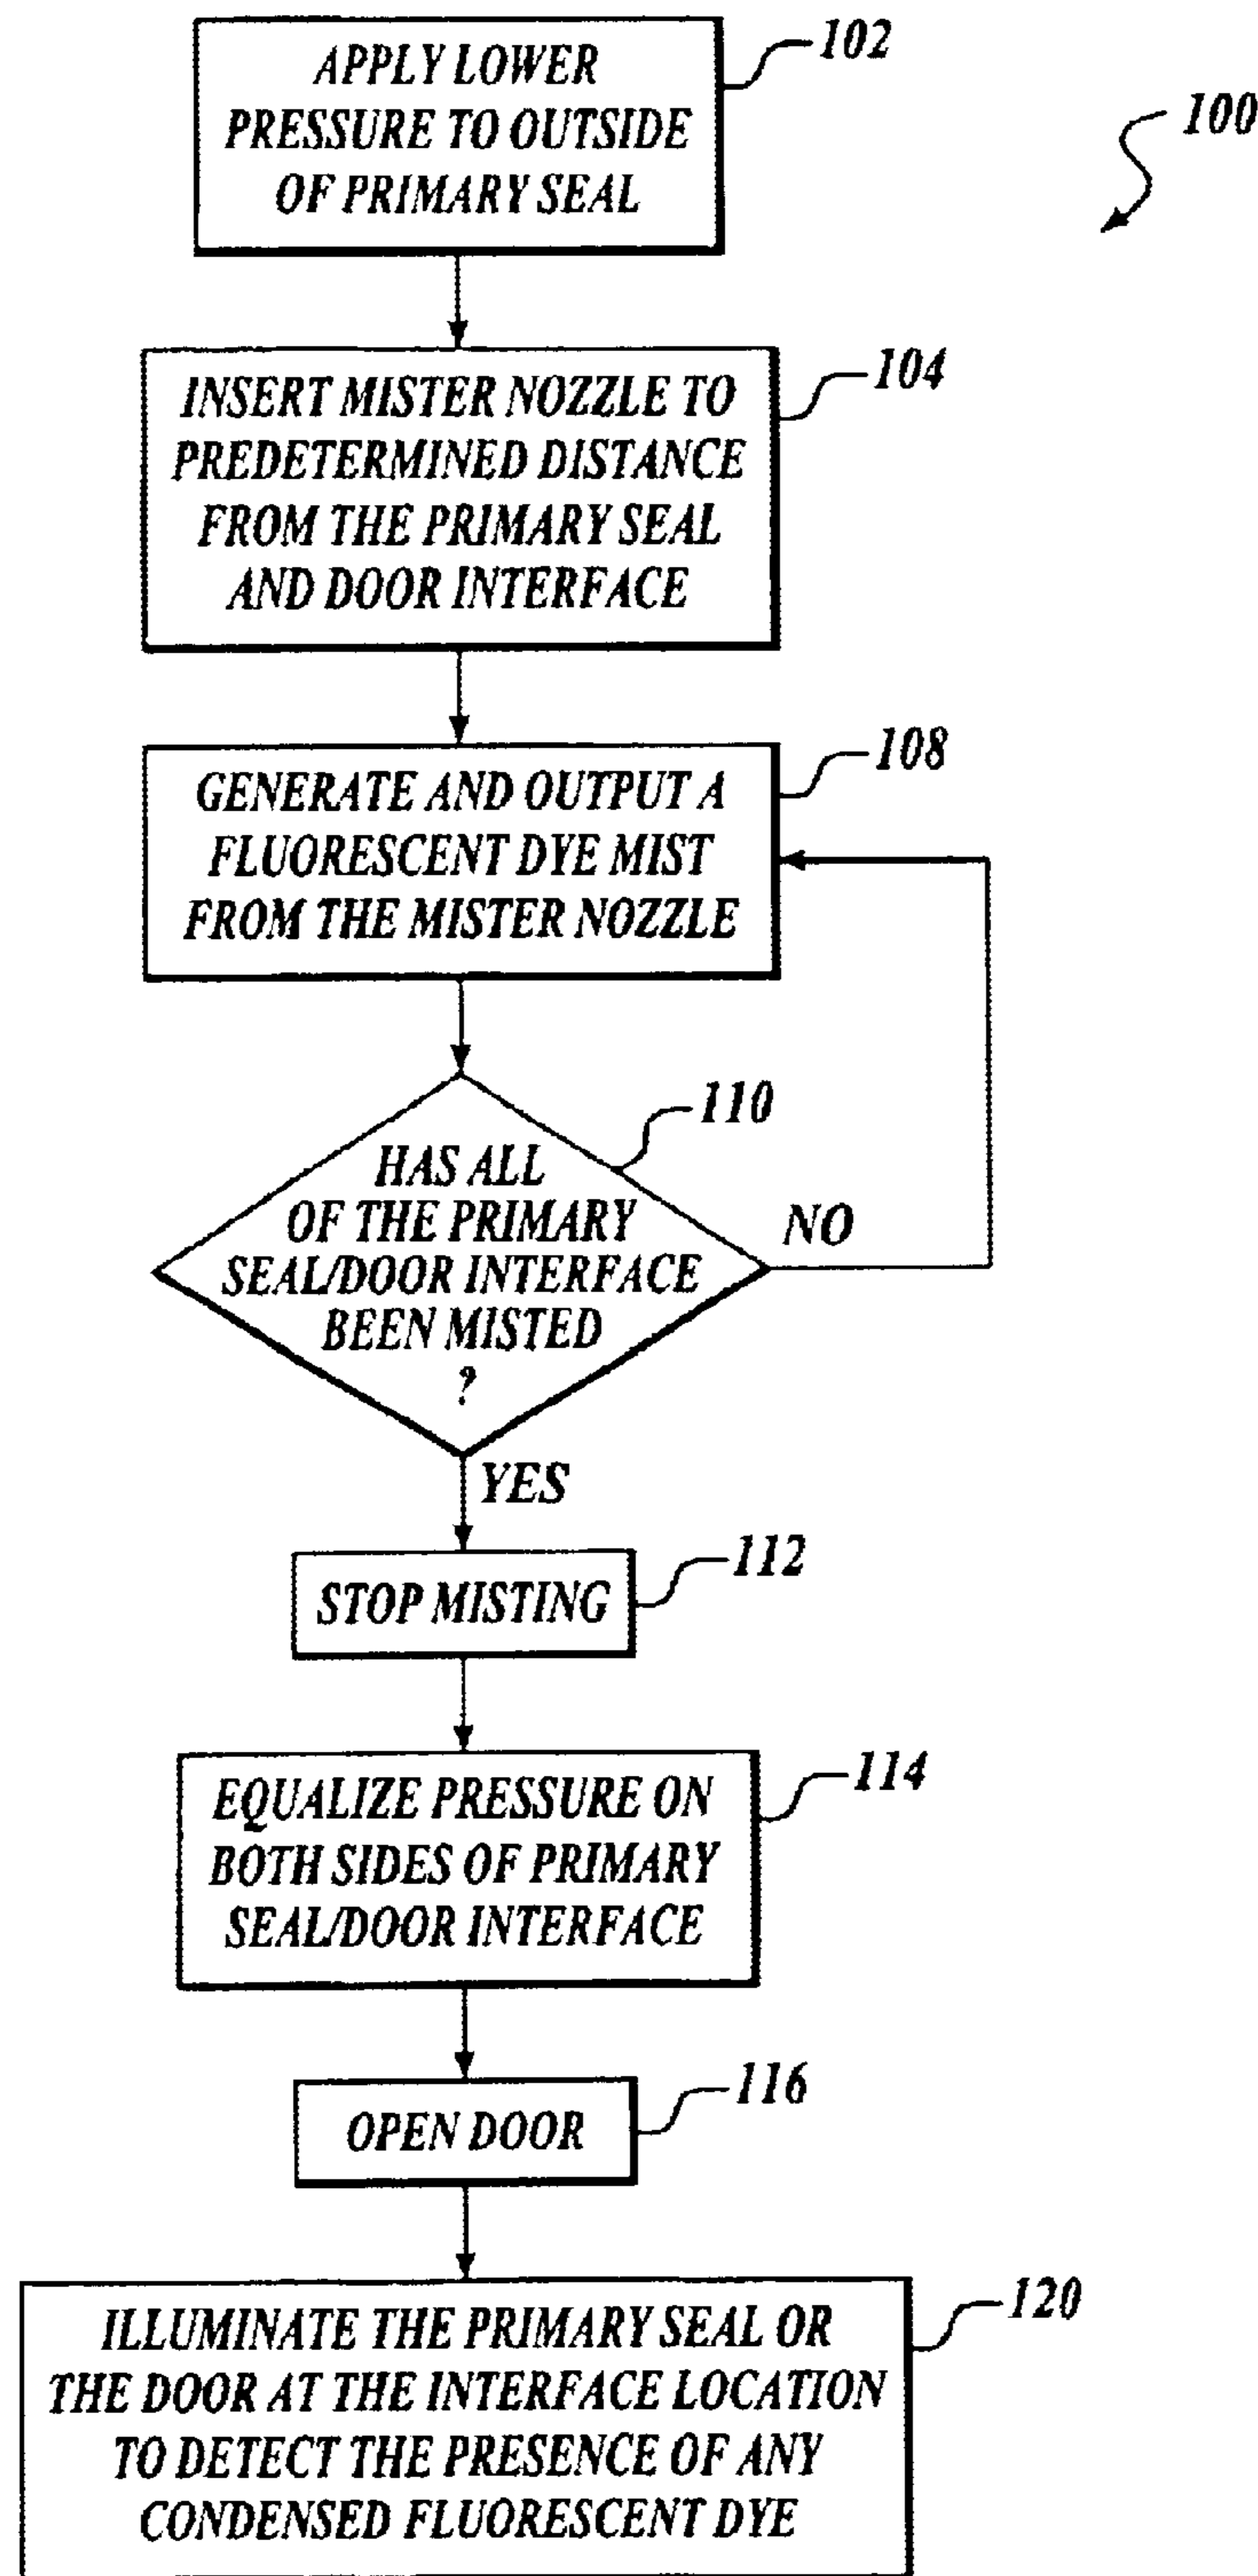 APPLY LOWER
PRESSURE TO OUTSIDE
OF PRIMARY SEAL
102
100
INSERT MISTER NOZZLE TO
PREDETERMINED DISTANCE
FROM THE PRIMARY SEAL
AND DOOR INTERFACE
104
GENERATE AND OUTPUT A
FLUORESCENT DYE MIST
FROM THE MISTER NOZZLE
108
HAS ALL
OF THE PRIMARY
SEAL/DOOR INTERFACE
BEEN MISTED
?
110
NO
YES
STOP MISTING
112
EQUALIZE PRESSURE ON
BOTH SIDES OF PRIMARY
SEAL/DOOR INTERFACE
114
OPEN DOOR
116
ILLUMINATE THE PRIMARY SEAL OR
THE DOOR AT THE INTERFACE LOCATION
TO DETECT THE PRESENCE OF ANY
CONDENSED FLUORESCENT DYE
120